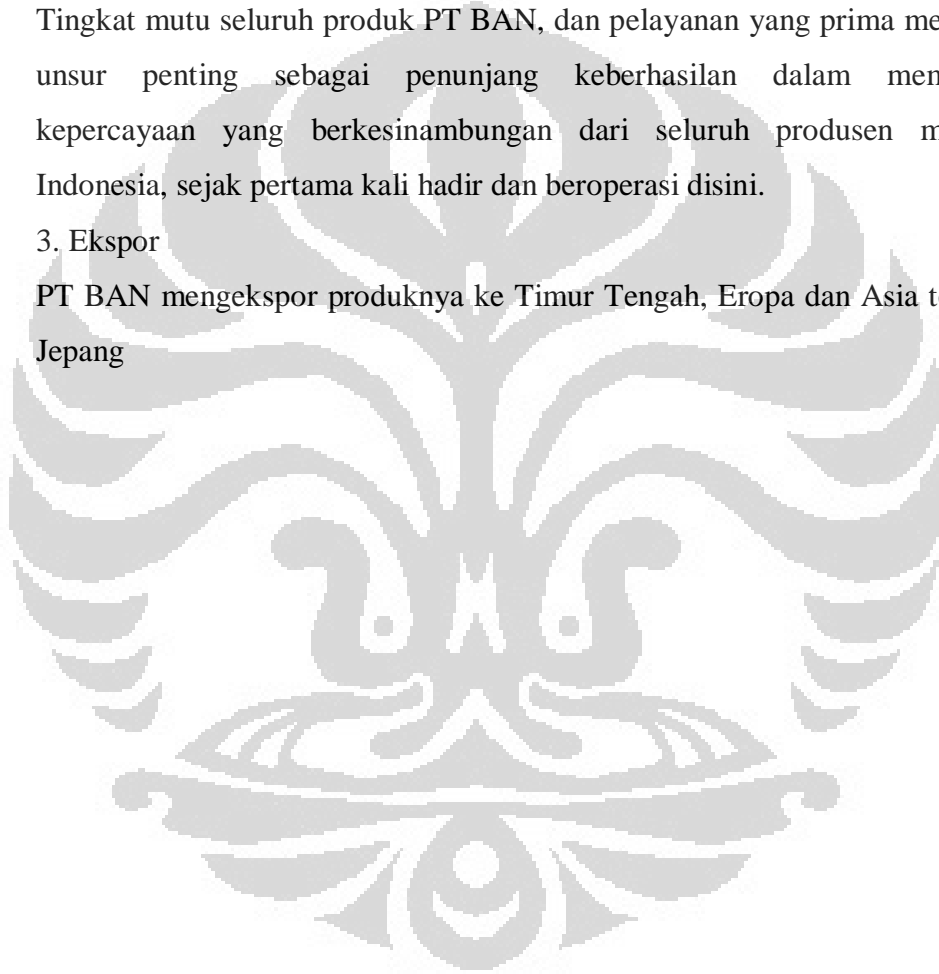 Tingkat mutu seluruh produk PT BAN, dan pelayanan yang prima me
unsur penting sebagai penunjang keberhasilan dalam men
kepercayaan yang berkesinambungan dari seluruh produsen m
Indonesia, sejak pertama kali hadir dan beroperasi disini.
3. Ekspor
PT BAN mengekspor produknya ke Timur Tengah, Eropa dan Asia t
Jepang